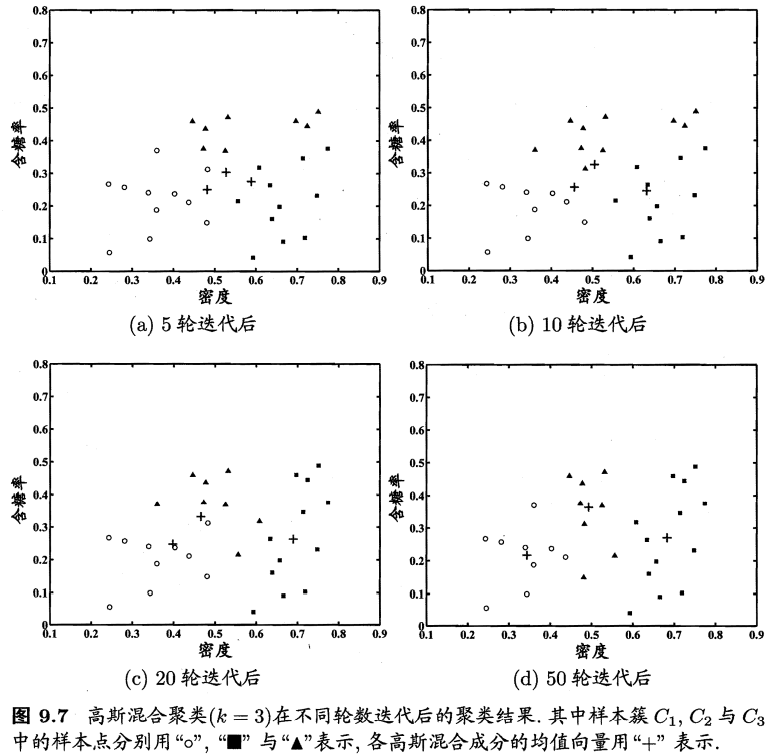 0.8 0.8
0.7 0.7
0.6 0.6
0.5 0.5
含糖率 0.4 含糖率 0.4
0.3 0.3
0.2 0.2
0.1 0.1
0 0
0.1 0.2 0.3 0.4 0.5 0.6 0.7 0.8 0.9 0.1 0.2 0.3 0.4 0.5 0.6 0.7 0.8 0.9
密度 密度
(a) 5 轮迭代后 (b) 10 轮迭代后
0.8 0.8
0.7 0.7
0.6 0.6
0.5 0.5
含糖率 0.4 含糖率 0.4
0.3 0.3
0.2 0.2
0.1 0.1
0 0
0.1 0.2 0.3 0.4 0.5 0.6 0.7 0.8 0.9 0.1 0.2 0.3 0.4 0.5 0.6 0.7 0.8 0.9
密度 密度
(c) 20 轮迭代后 (d) 50 轮迭代后
图 9.7 高斯混合聚类(k = 3)在不同轮数迭代后的聚类结果. 其中样本簇 C₁, C₂ 与 C₃
中的样本点分别用“○”, “■” 与“▲”表示, 各高斯混合成分的均值向量用“+” 表示.